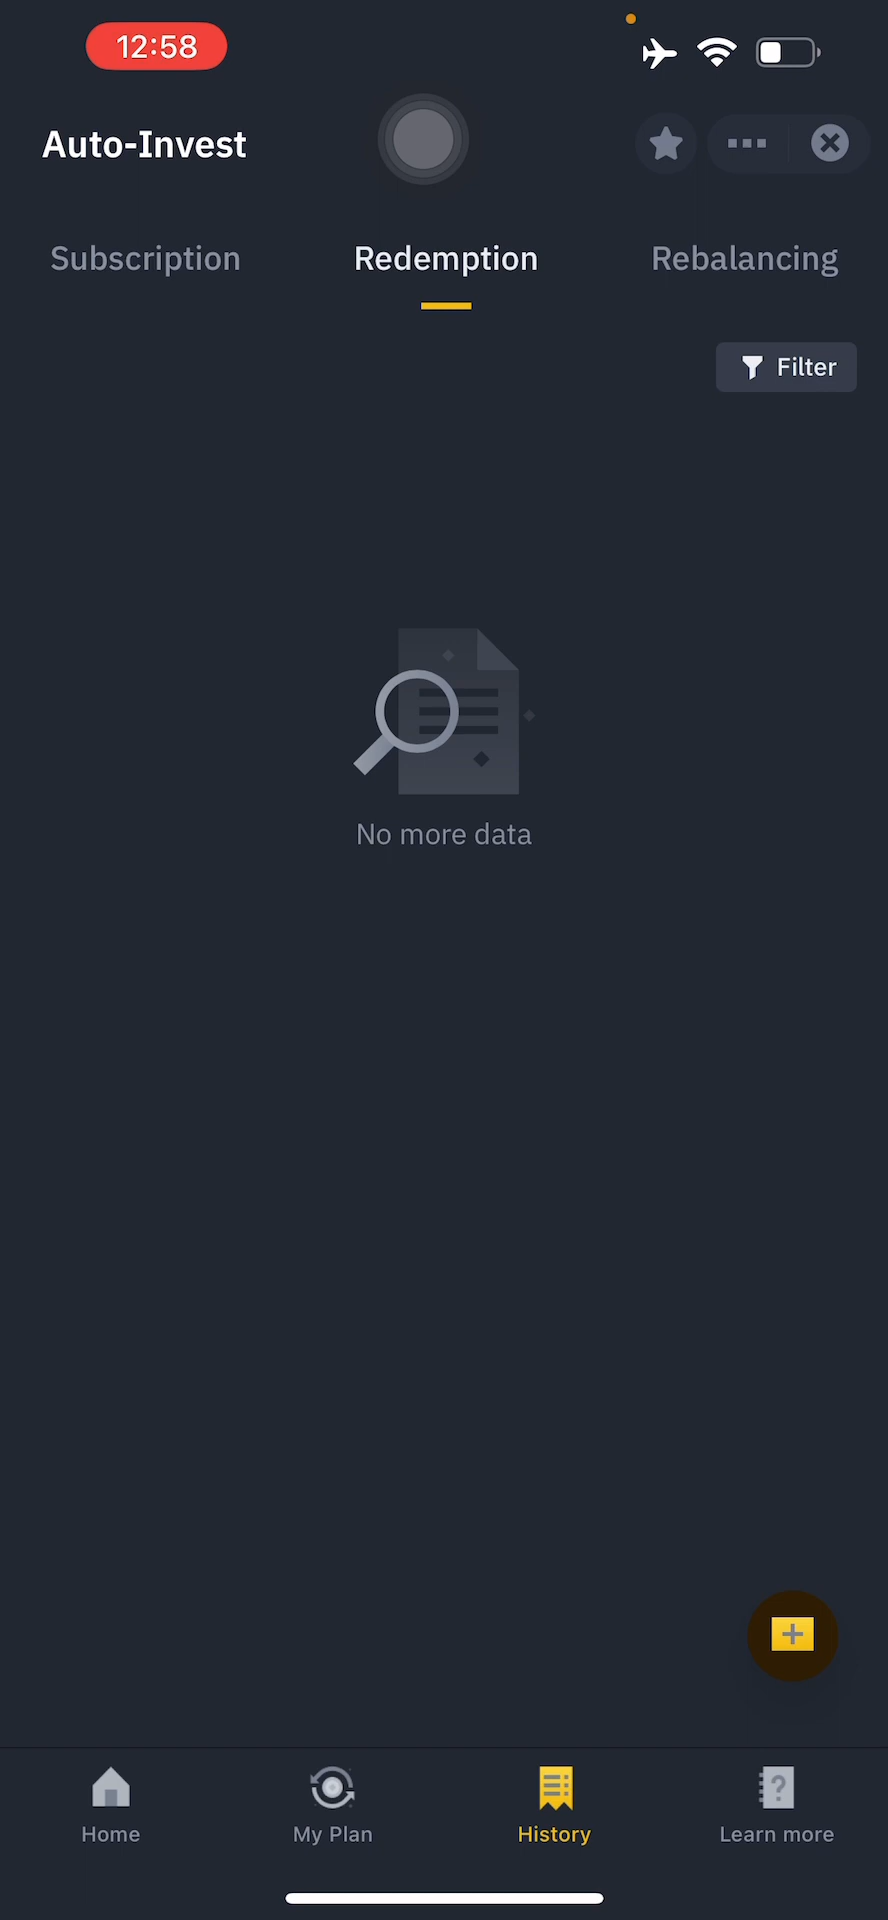 12:58
Auto-Invest
Subscription Redemption Rebalancing
Filter
No more data
Home My Plan History Learn more